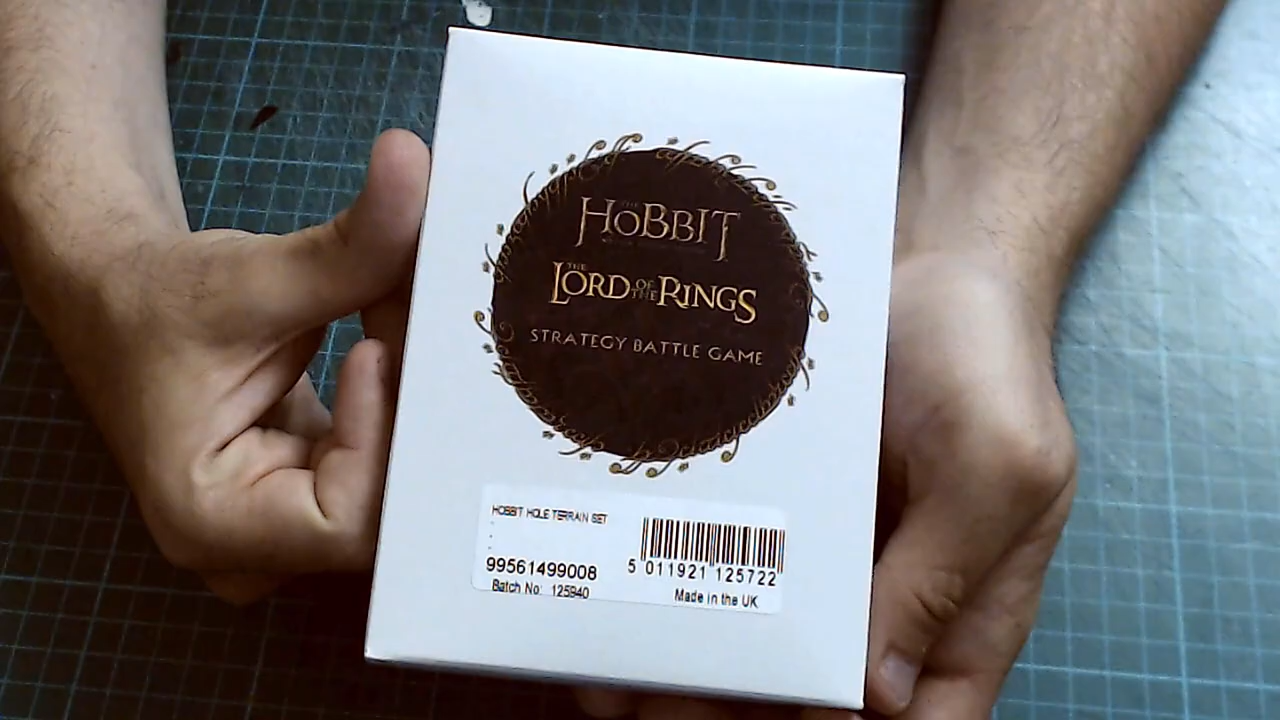 THE
HOBBIT
THE
LORD OF THE RINGS
STRATEGY BATTLE GAME
HOBBIT HOLE TERRAIN SET
99561499008
Batch No: 125940
5 011921 125722
Made in the UK